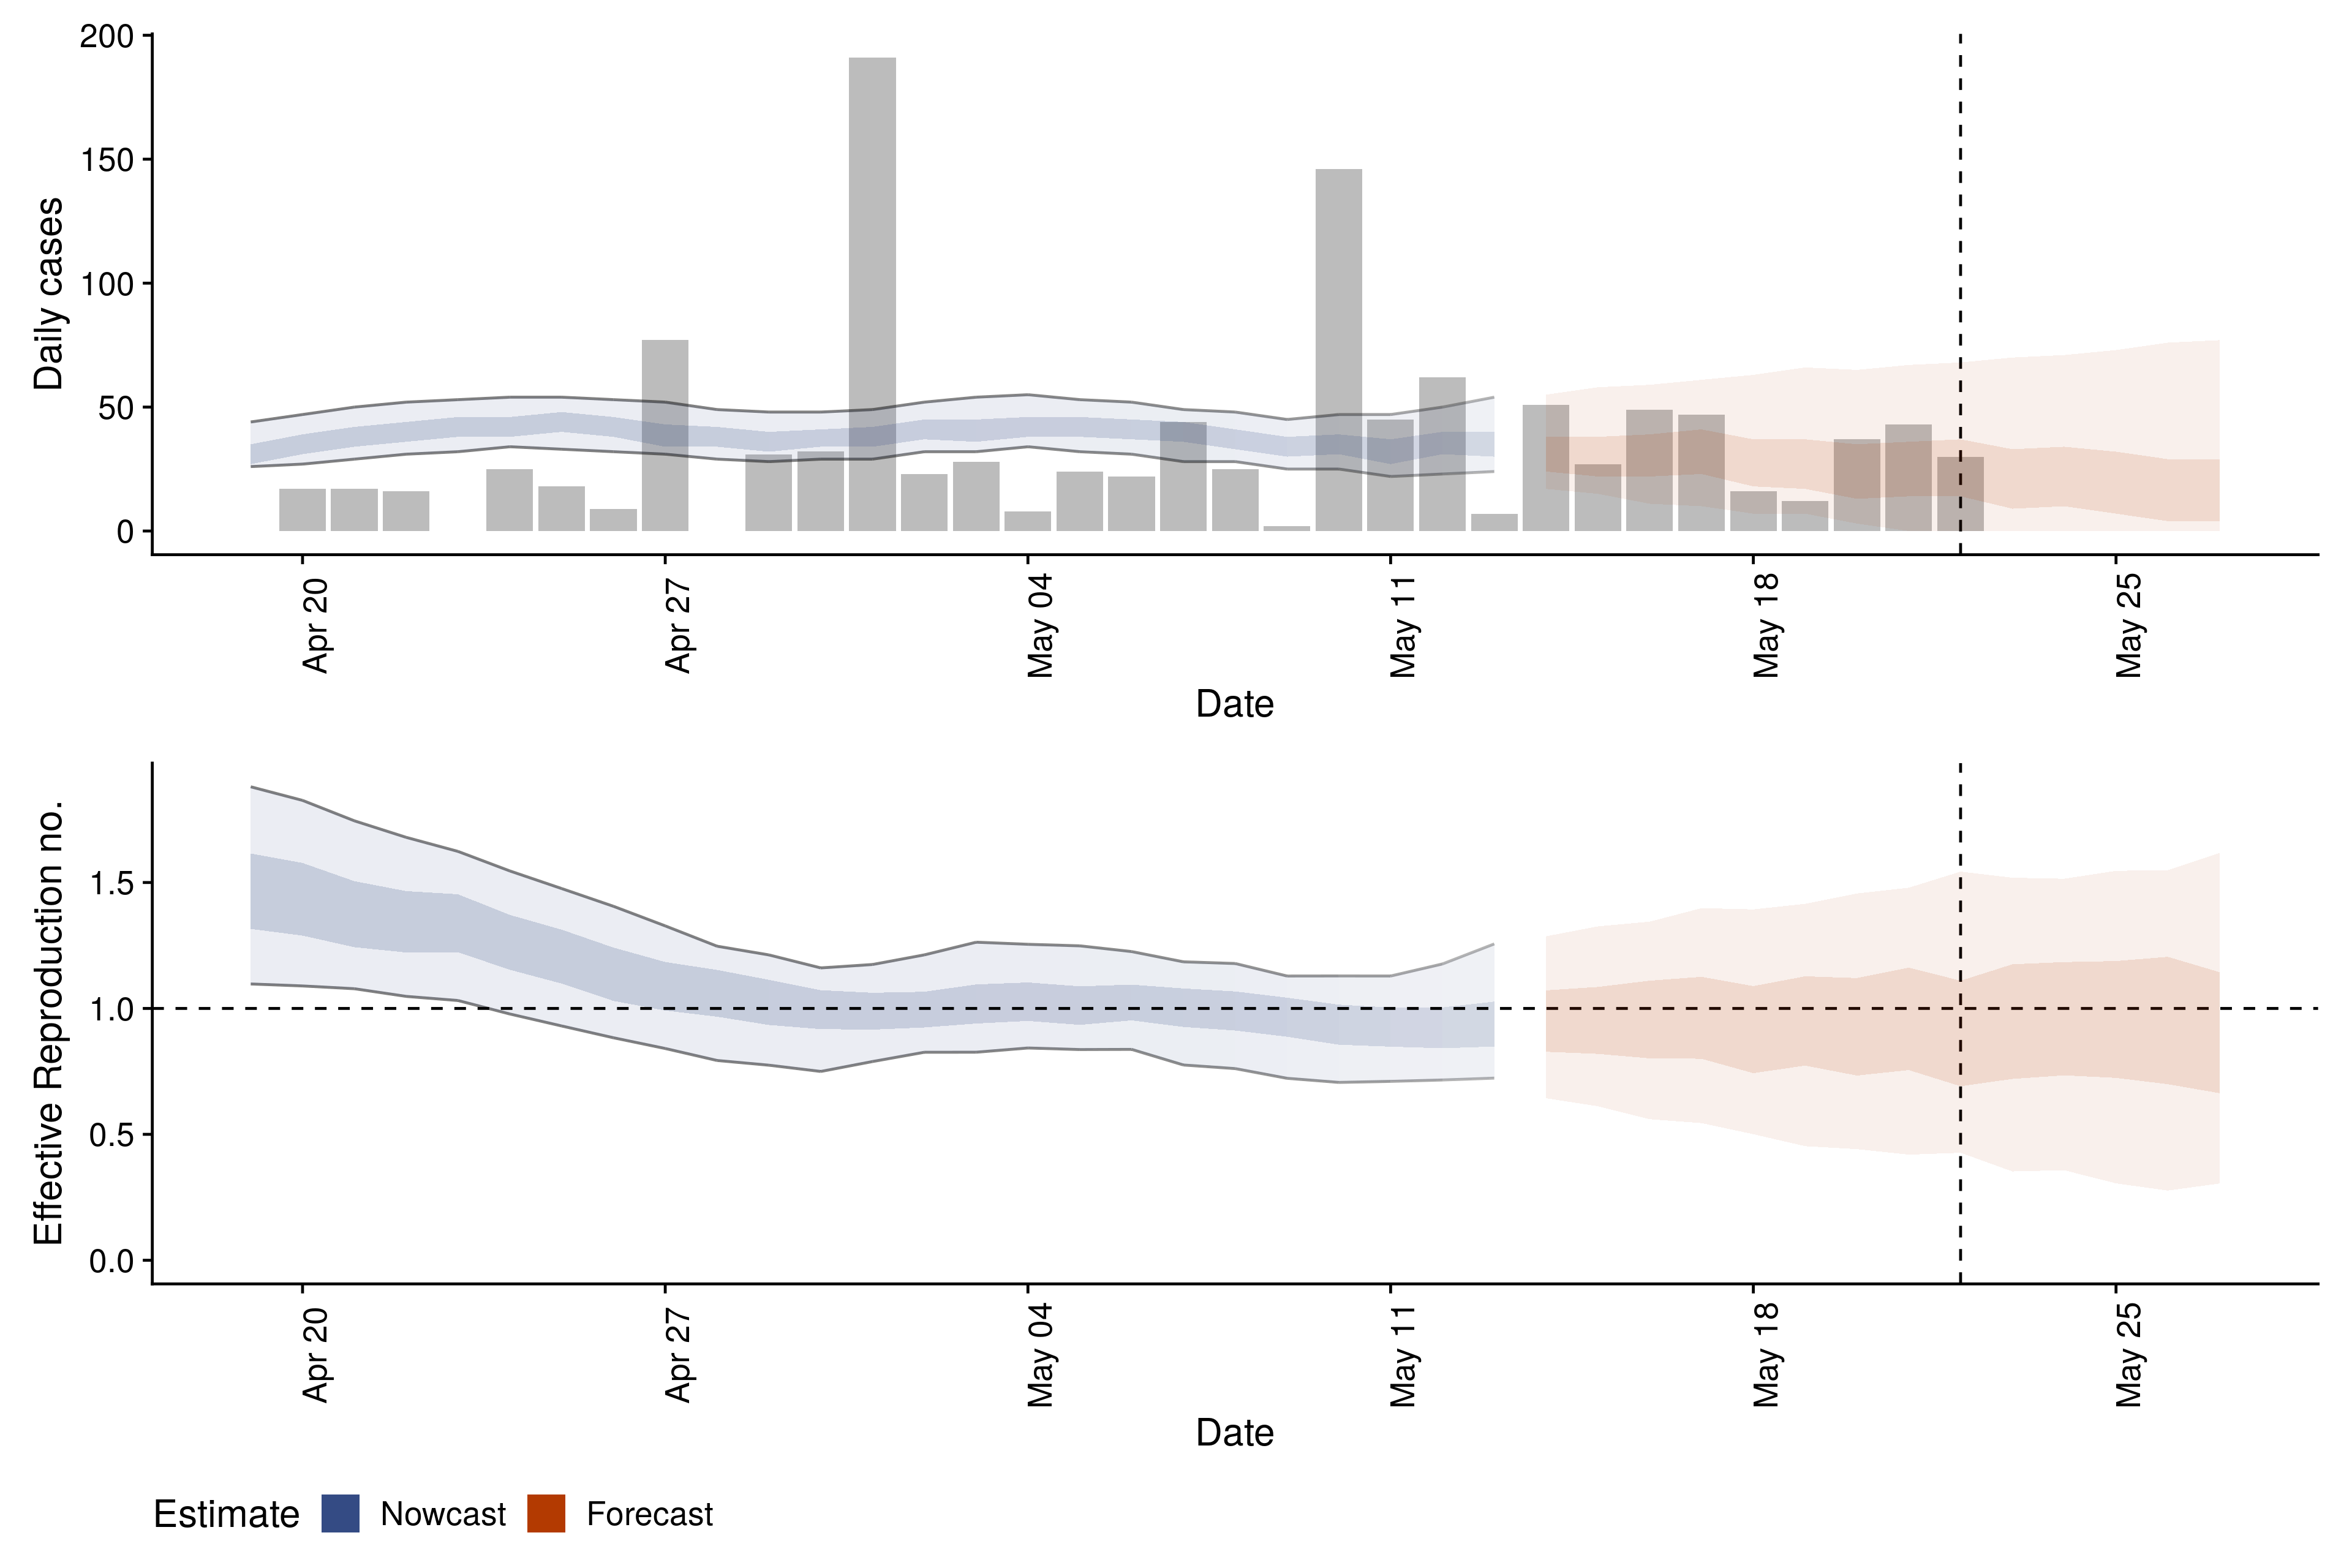 Daily cases
200
150
100
50
0
Apr 20
Apr 27
May 04
May 11
May 18
May 25
Date
Effective Reproduction no.
1.5
1.0
0.5
0.0
Apr 20
Apr 27
May 04
May 11
May 18
May 25
Date
Estimate Nowcast Forecast